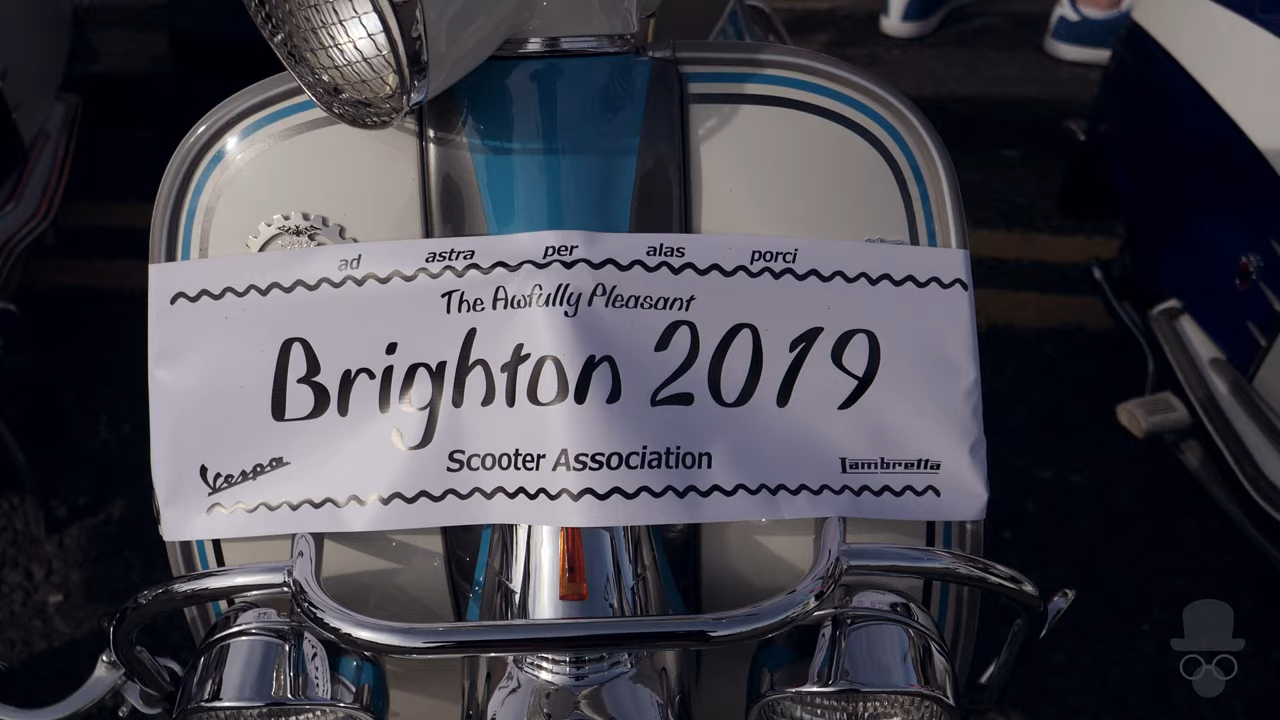 ad astra per alas porci
The Awfully Pleasant
Brighton 2019
Scooter Association
Vespa
Lambretta